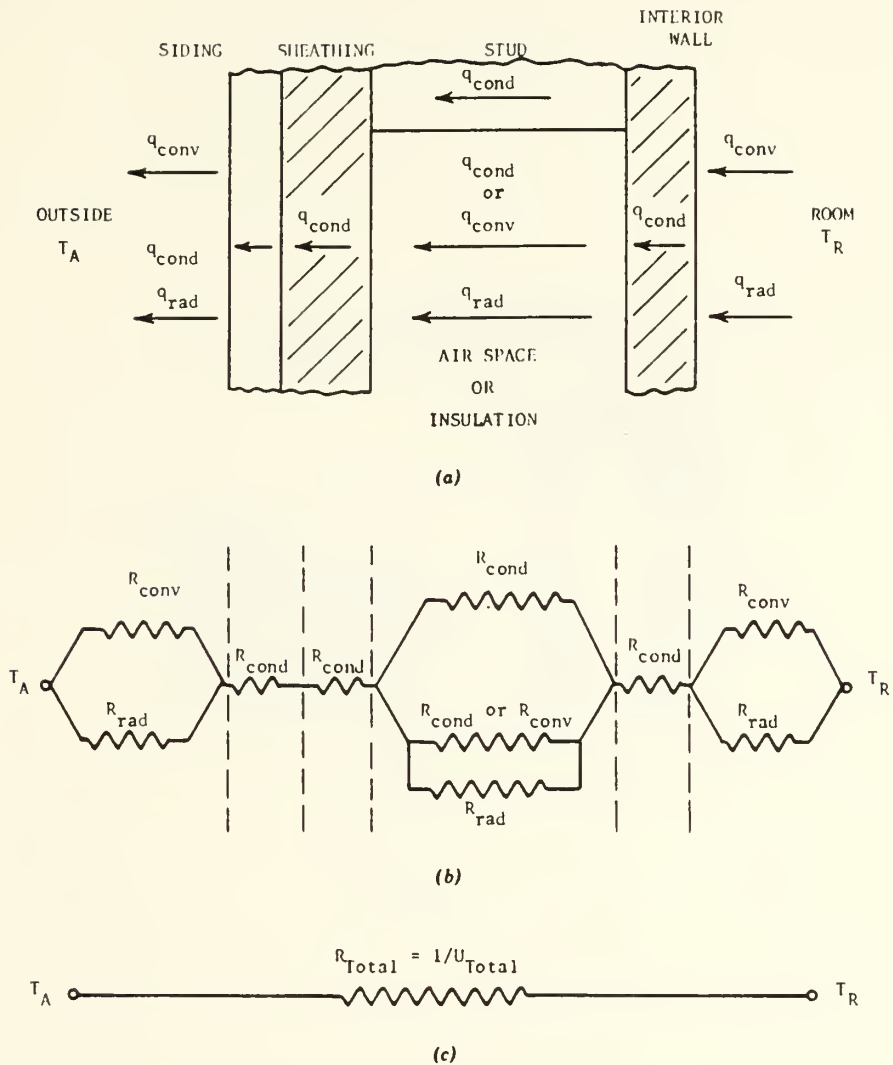 INTERIOR
SIDING SHEATHING STUD WALL
q_cond
q_conv q_cond q_conv
or
OUTSIDE q_cond q_conv q_cond ROOM
T_A q_cond T_R
q_rad q_rad q_rad
AIR SPACE
OR
INSULATION
(a)
R_conv R_cond R_conv
T_A R_cond R_cond R_cond T_R
R_rad R_cond or R_conv R_rad
R_rad
(b)
R_Total = 1/U_Total
T_A T_R
(c)